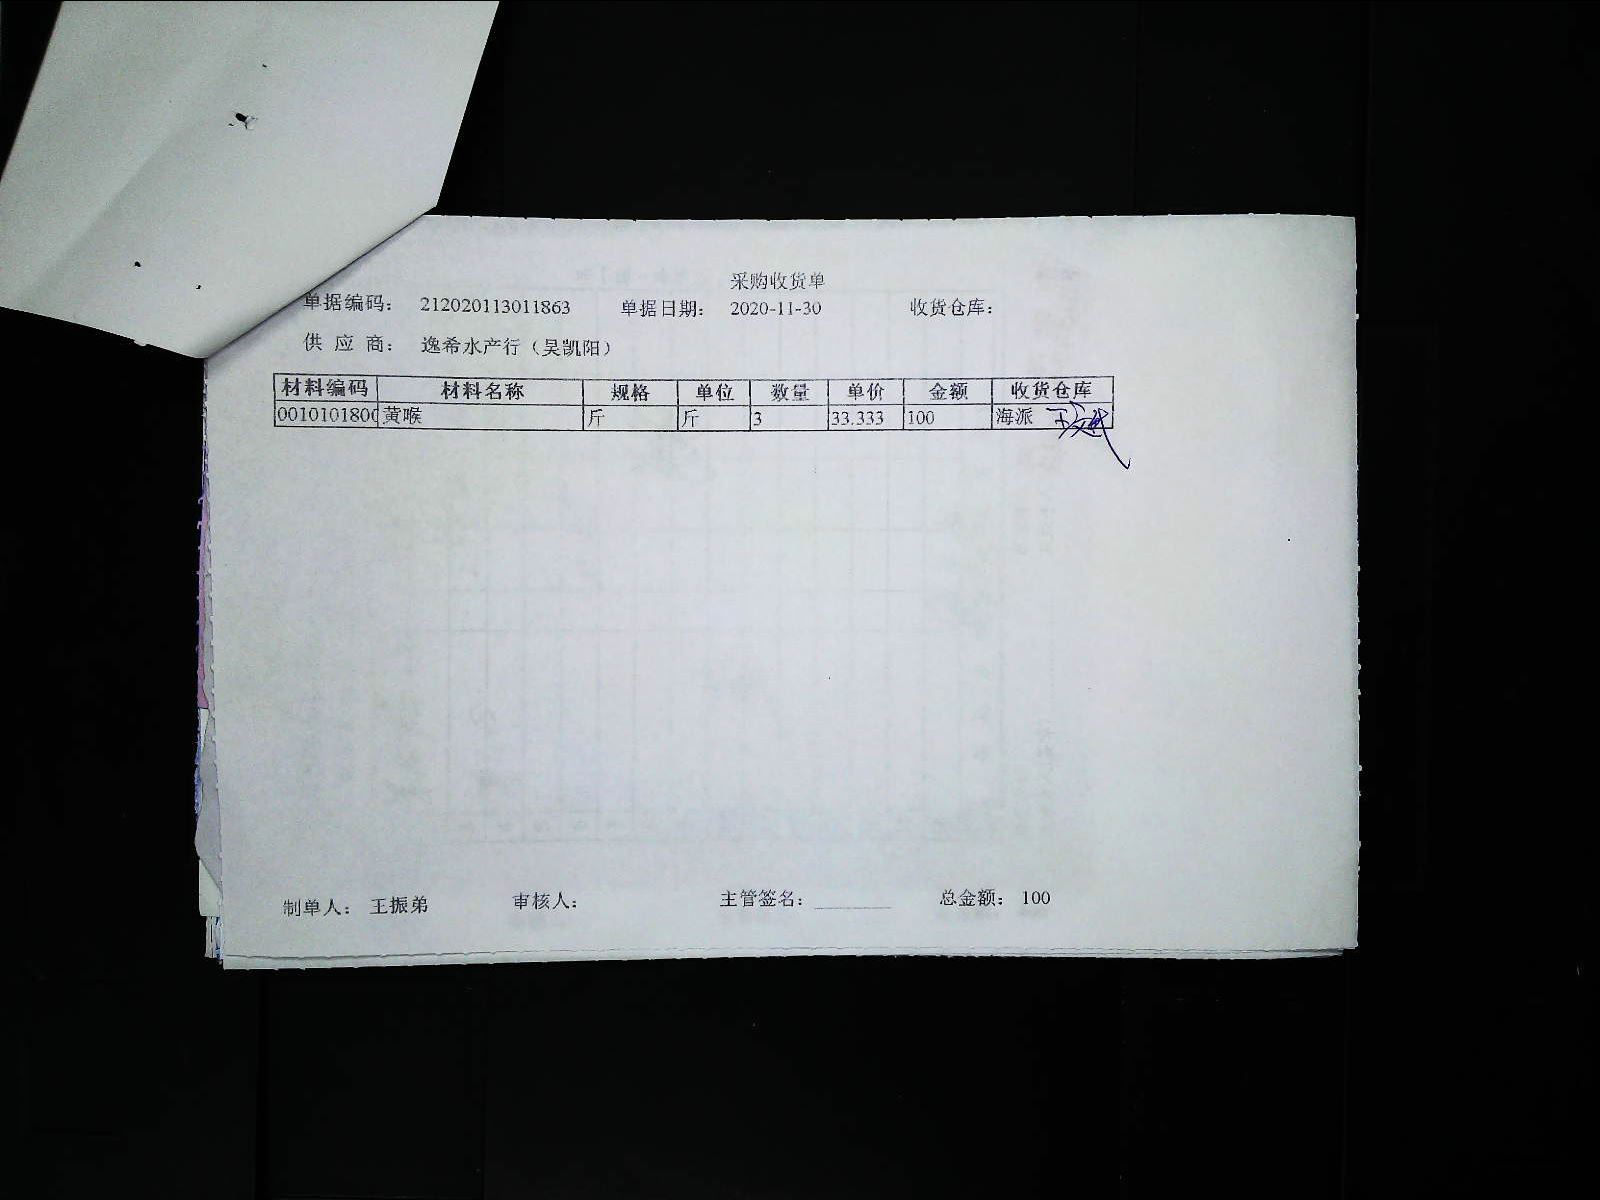 采购收货单
单据编码： 212020113011863 单据日期： 2020-11-30 收货仓库：
供 应 商： 逸希水产行（吴凯阳）
材料编码 材料名称 规格 单位 数量 单价 金额 收货仓库
0010101800 黄喉 斤 斤 3 33.333 100 海派
制单人： 王振弟 审核人： 主管签名： 总金额： 100